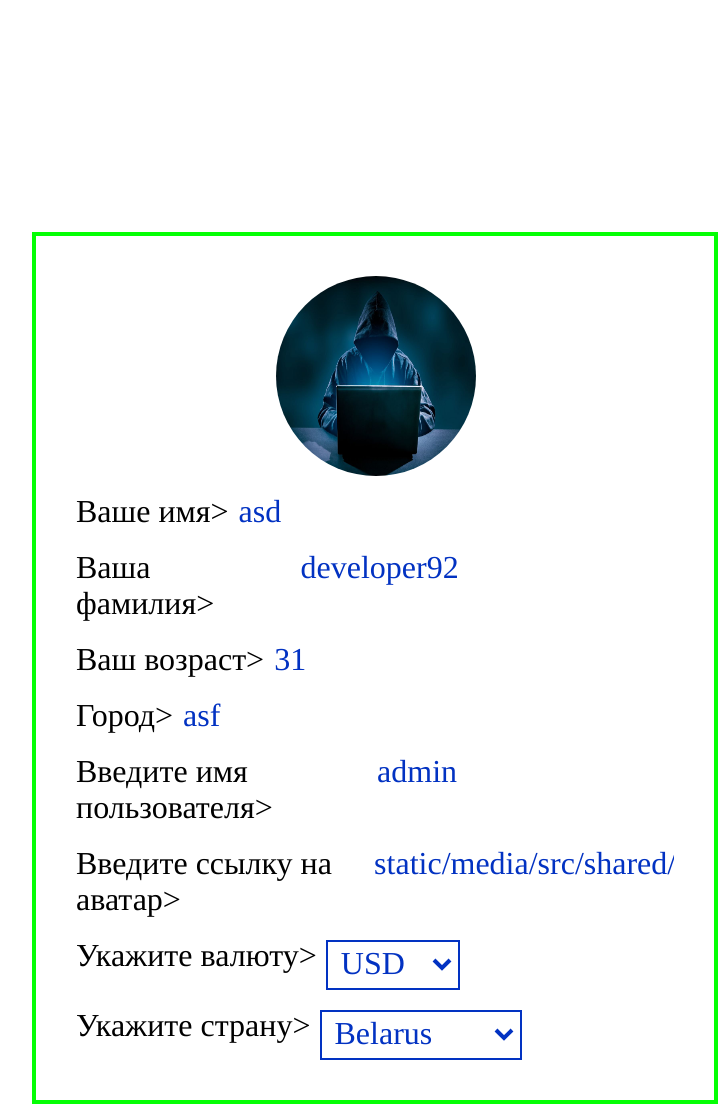 Ваше имя> asd
Ваша developer92
фамилия>
Ваш возраст> 31
Город> asf
Введите имя admin
пользователя>
Введите ссылку на static/media/src/shared/
аватар>
Укажите валюту> USD
Укажите страну> Belarus